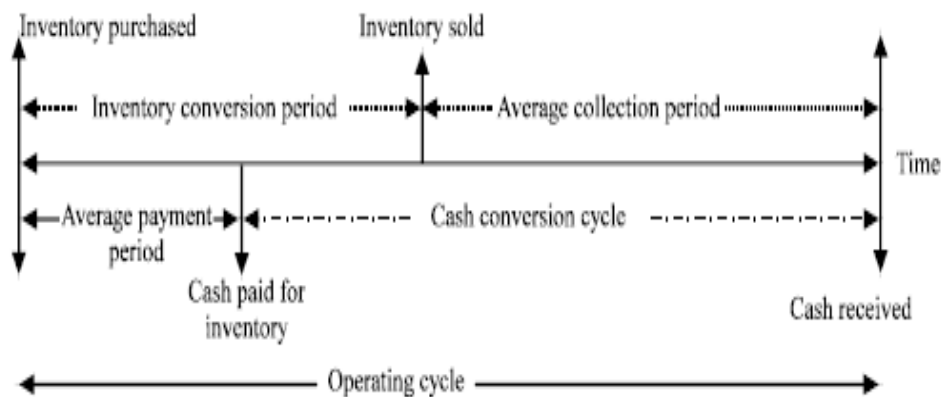 Inventory purchased
Inventory sold
Inventory conversion period
Average collection period
Time
Average payment
period
Cash conversion cycle
Cash paid for
inventory
Cash received
Operating cycle